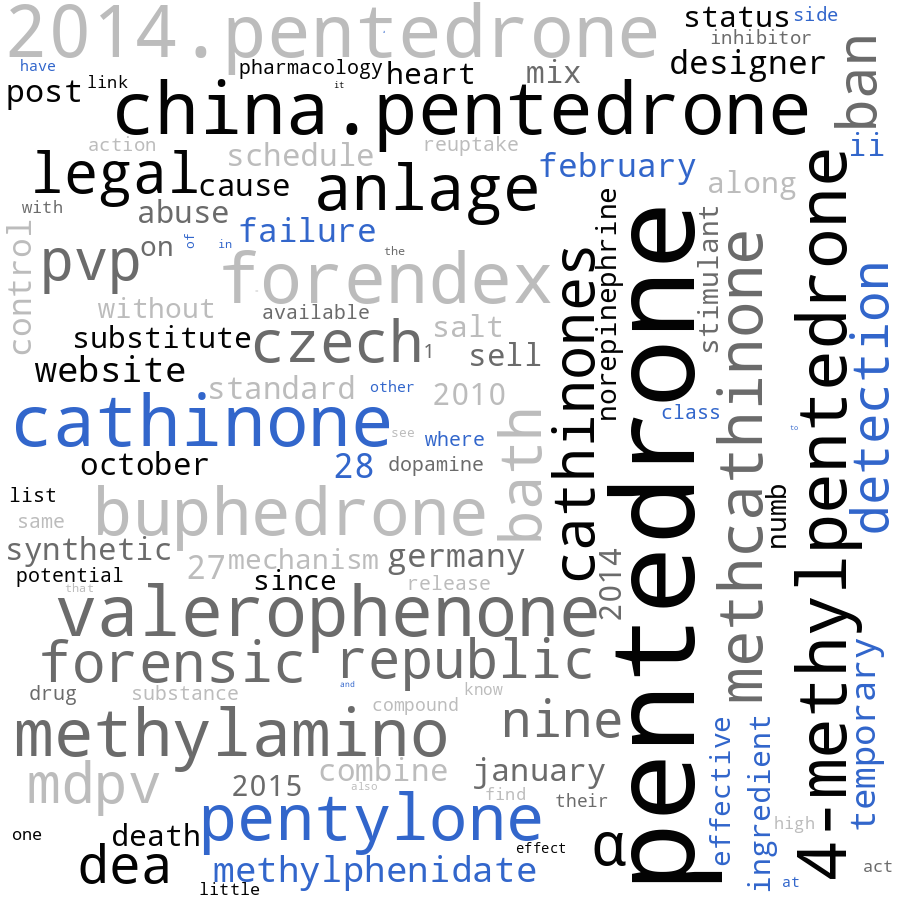 2014.pentedrone
status
side
inhibitor
have
pharmacology
heart
mix
designer
ban
post
link
it
china.pentedrone
ii
action
schedule
reuptake
legal
cause
anlage
february
along
with
abuse
on
of
in
failure
the
control
pvp
forendex
norepinephrine
stimulant
without
available
substitute
czech
1
salt
sell
website
standard
other
2010
cathinones
pentedrone
methcathinone
4-methylpentedrone
detection
cathinone
see
where
class
to
october
28
dopamine
bath
list
buphedrone
numb
same
synthetic
27
mechanism
germany
potential
since
release
2014
that
valerophenone
forensic
republic
drug
substance
and
know
compound
temporary
methylamino
nine
mdpv
2015
combine
january
also
find
their
effective
ingredient
pentylone
high
one
death
α
dea
effect
methylphenidate
at
act
little